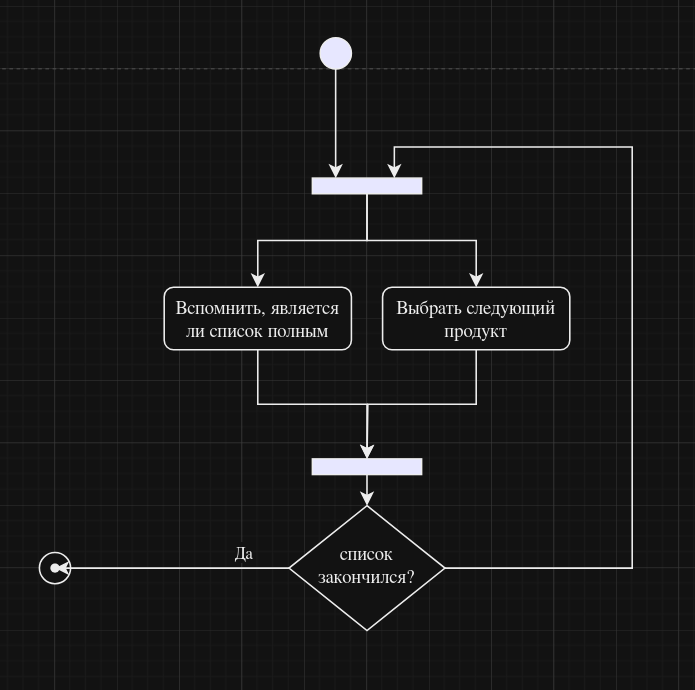 Вспомнить, является
ли список полным
Выбрать следующий
продукт
Да
список
закончился?